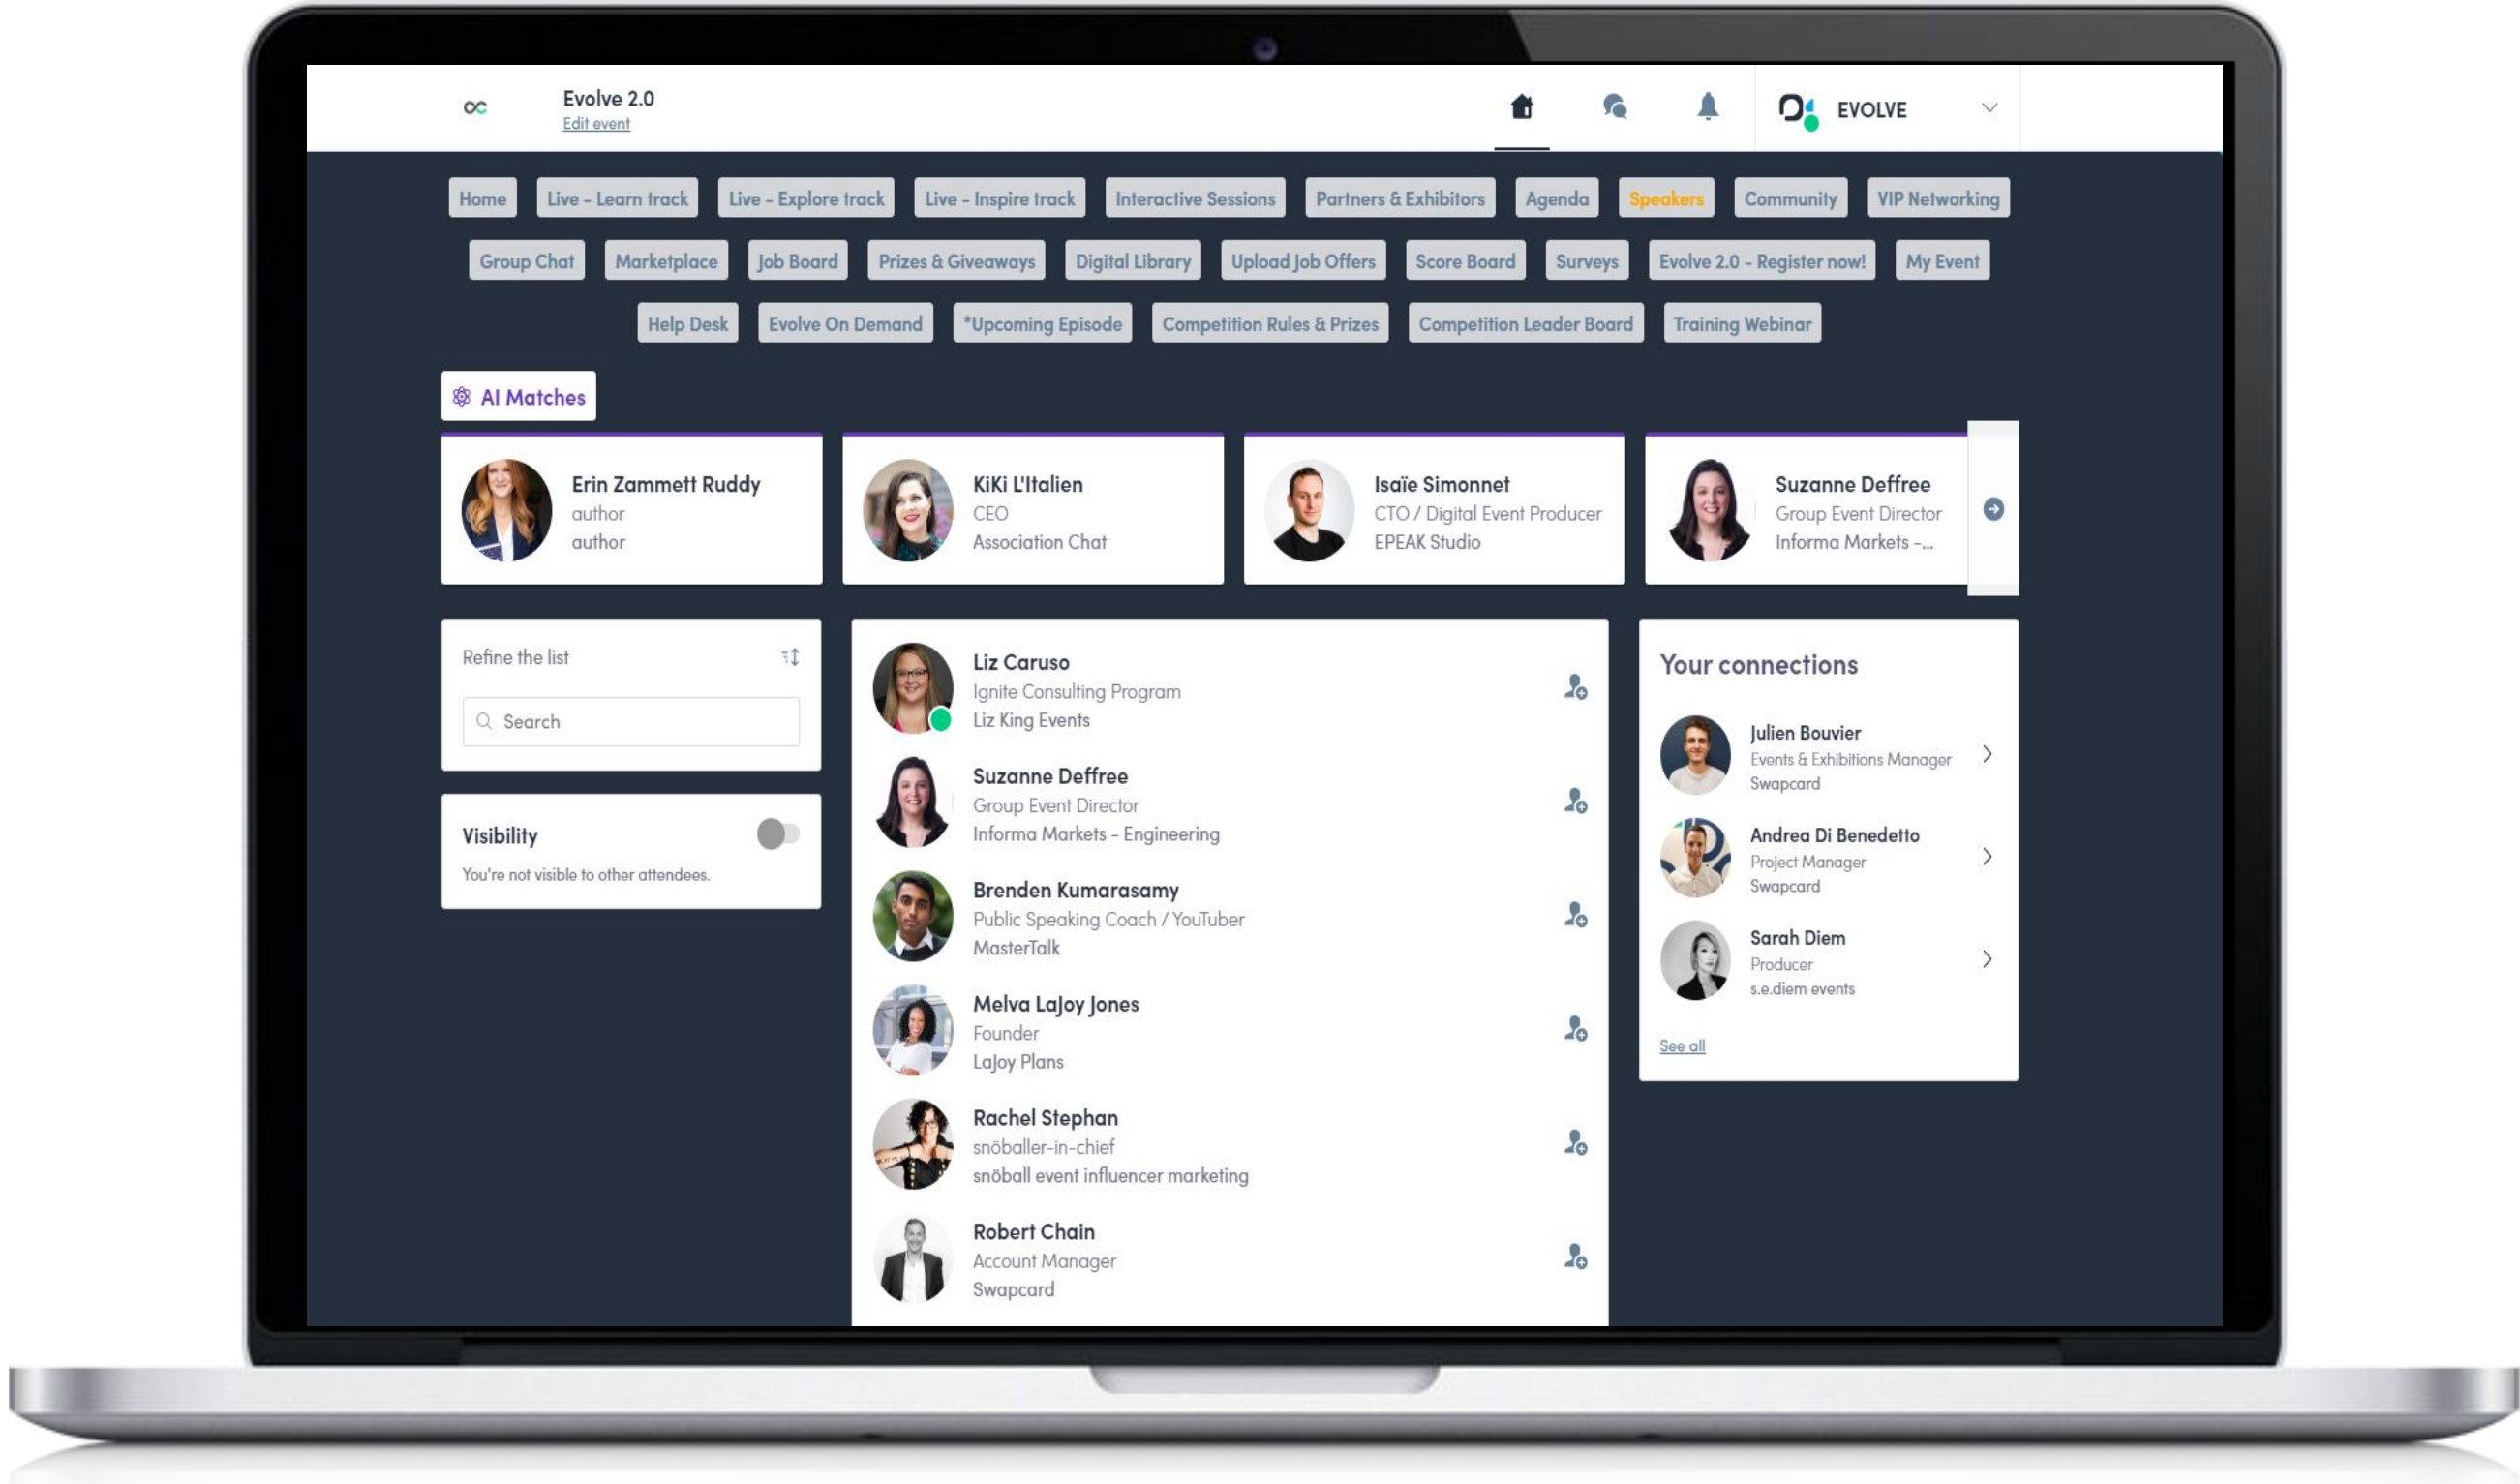 Evolve 2.0
Edit event
EVOLVE
Home Live - Learn track Live - Explore track Live - Inspire track Interactive Sessions Partners & Exhibitors Agenda Speakers Community VIP Networking
Group Chat Marketplace Job Board Prizes & Giveaways Digital Library Upload Job Offers Score Board Surveys Evolve 2.0 - Register now! My Event
Help Desk Evolve On Demand *Upcoming Episode Competition Rules & Prizes Competition Leader Board Training Webinar
AI Matches
Erin Zammett Ruddy
author
author
KiKi L'Italien
CEO
Association Chat
Isaïe Simonnet
CTO / Digital Event Producer
EPEAK Studio
Suzanne Deffree
Group Event Director
Informa Markets -...
Refine the list
Search
Visibility
You're not visible to other attendees.
Liz Caruso
Ignite Consulting Program
Liz King Events
Suzanne Deffree
Group Event Director
Informa Markets - Engineering
Brenden Kumarasamy
Public Speaking Coach / YouTuber
MasterTalk
Melva LaJoy Jones
Founder
LaJoy Plans
Rachel Stephan
snöballer-in-chief
snöball event influencer marketing
Robert Chain
Account Manager
Swapcard
Your connections
Julien Bouvier
Events & Exhibitions Manager
Swapcard
Andrea Di Benedetto
Project Manager
Swapcard
Sarah Diem
Producer
s.e.diem events
See all